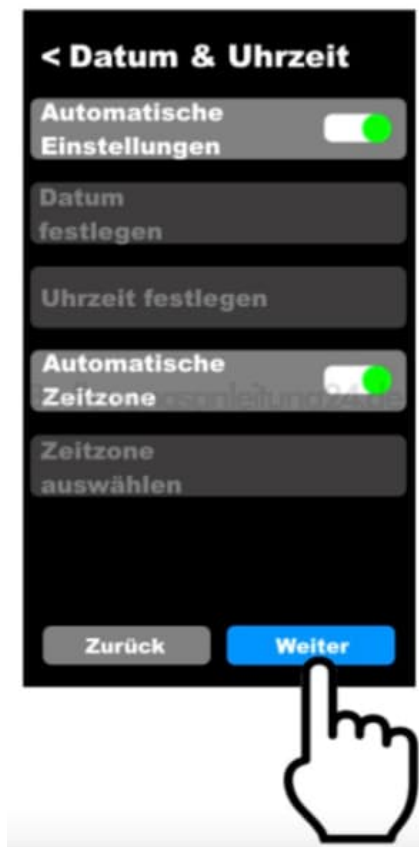 < Datum & Uhrzeit
Automatische
Einstellungen
Datum
festlegen
Uhrzeit festlegen
Automatische
Zeitzone
Zeitzone
auswählen
Zurück
Weiter